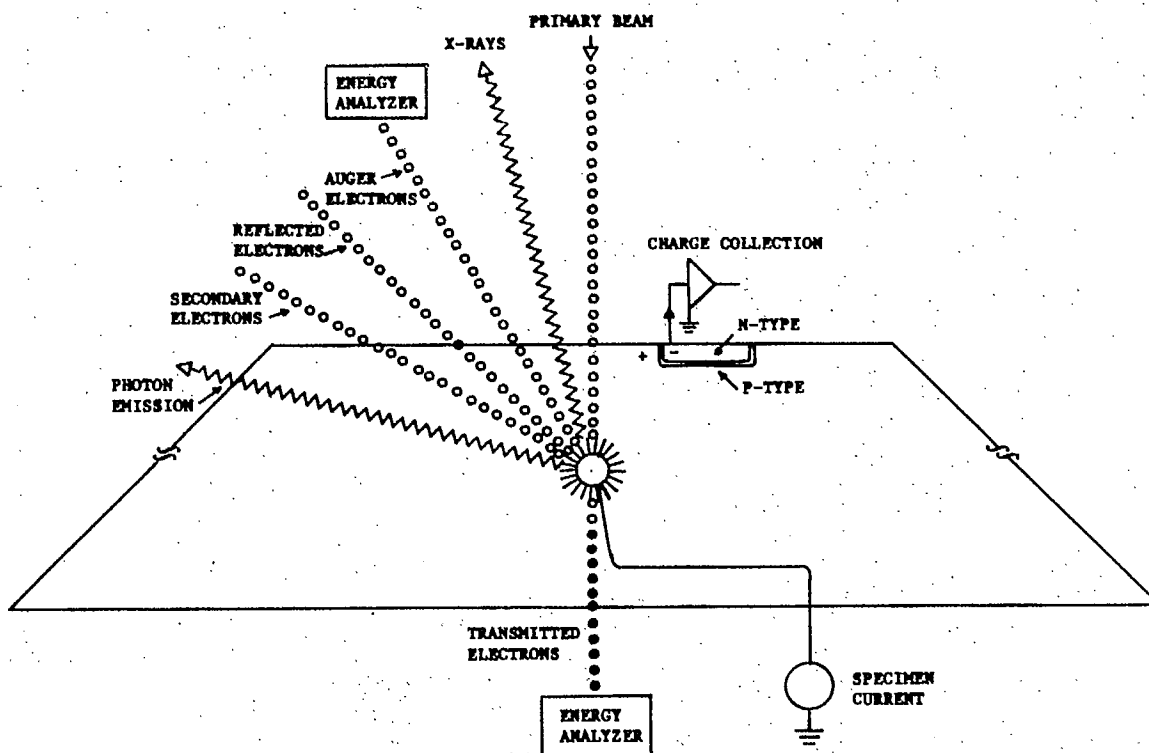 PRIMARY BEAM
X-RAYS
ENERGY
ANALYZER
AUGER
ELECTRONS
REFLECTED
ELECTRONS
SECONDARY
ELECTRONS
PHOTON
EMISSION
CHARGE COLLECTION
N-TYPE
+
-
P-TYPE
TRANSMITTED
ELECTRONS
ENERGY
ANALYZER
SPECIMEN
CURRENT